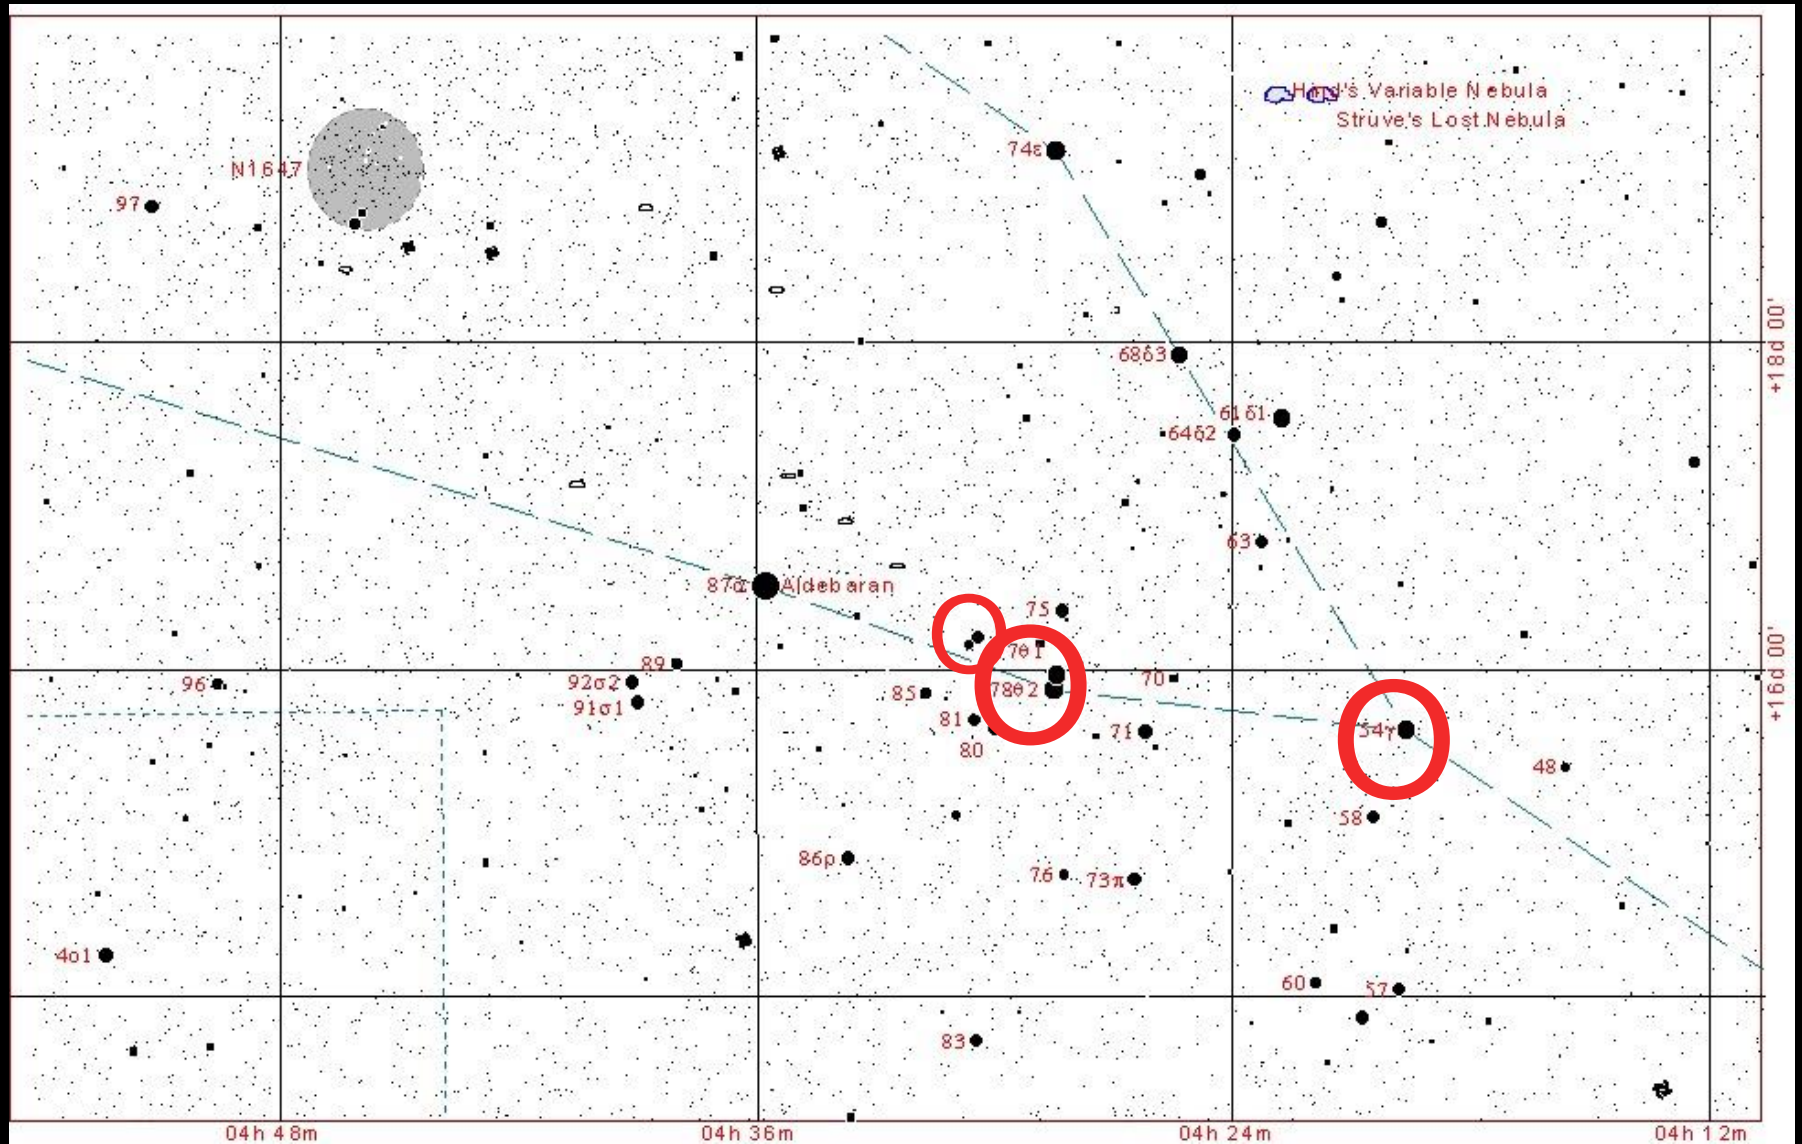 Hind's Variable Nebula
Struve's Lost Nebula
74ε
N1647
97
+18d 00'
68δ3
61δ1
64δ2
63
87α Aldebaran
75
7θ1
89
96
92σ2
70
78θ2
85
91σ1
+16d 00'
81
71
54γ
80
48
58
86ρ
76
73π
4ο1
60
57
83
04h 48m
04h 36m
04h 24m
04h 12m